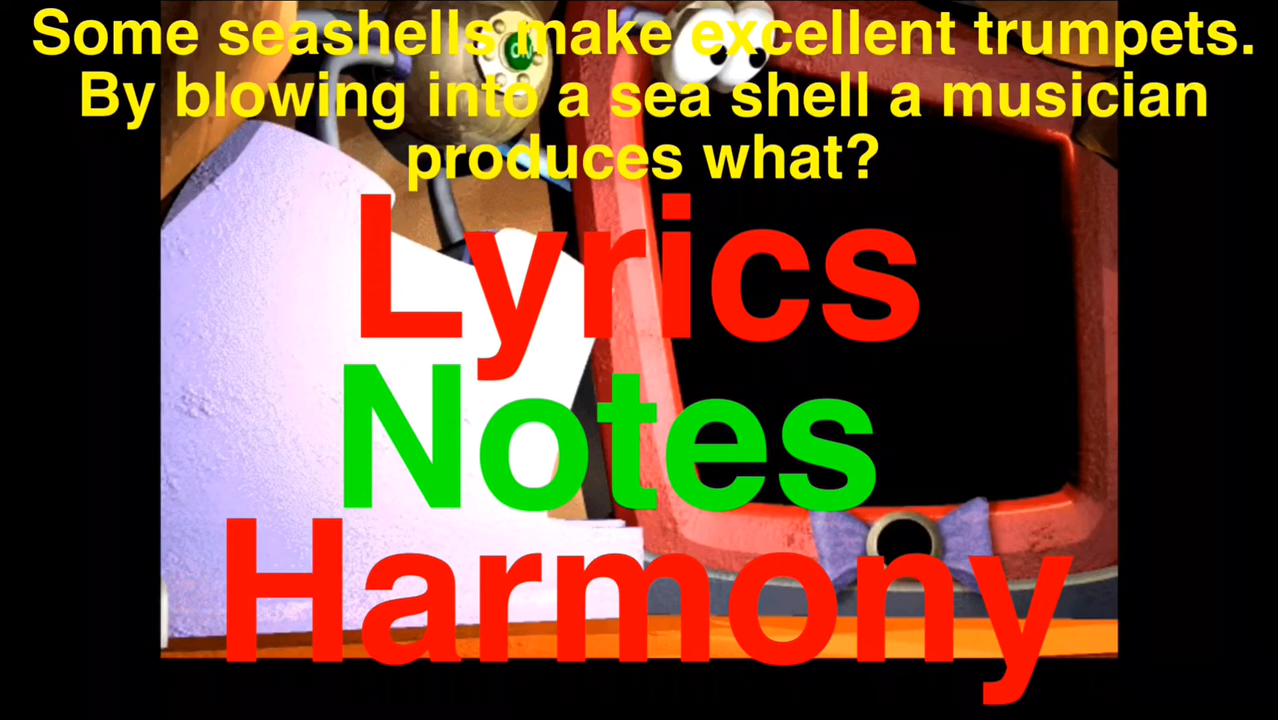 Some seashells make excellent trumpets.
By blowing into a sea shell a musician
produces what?
Lyrics
Notes
Harmony